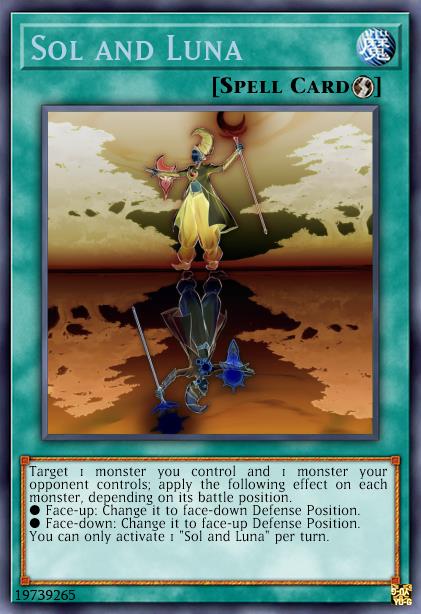 Sol and Luna
魔
[Spell Card]
Target 1 monster you control and 1 monster your
opponent controls; apply the following effect on each
monster, depending on its battle position.
● Face-up: Change it to face-down Defense Position.
● Face-down: Change it to face-up Defense Position.
You can only activate 1 "Sol and Luna" per turn.
19739265